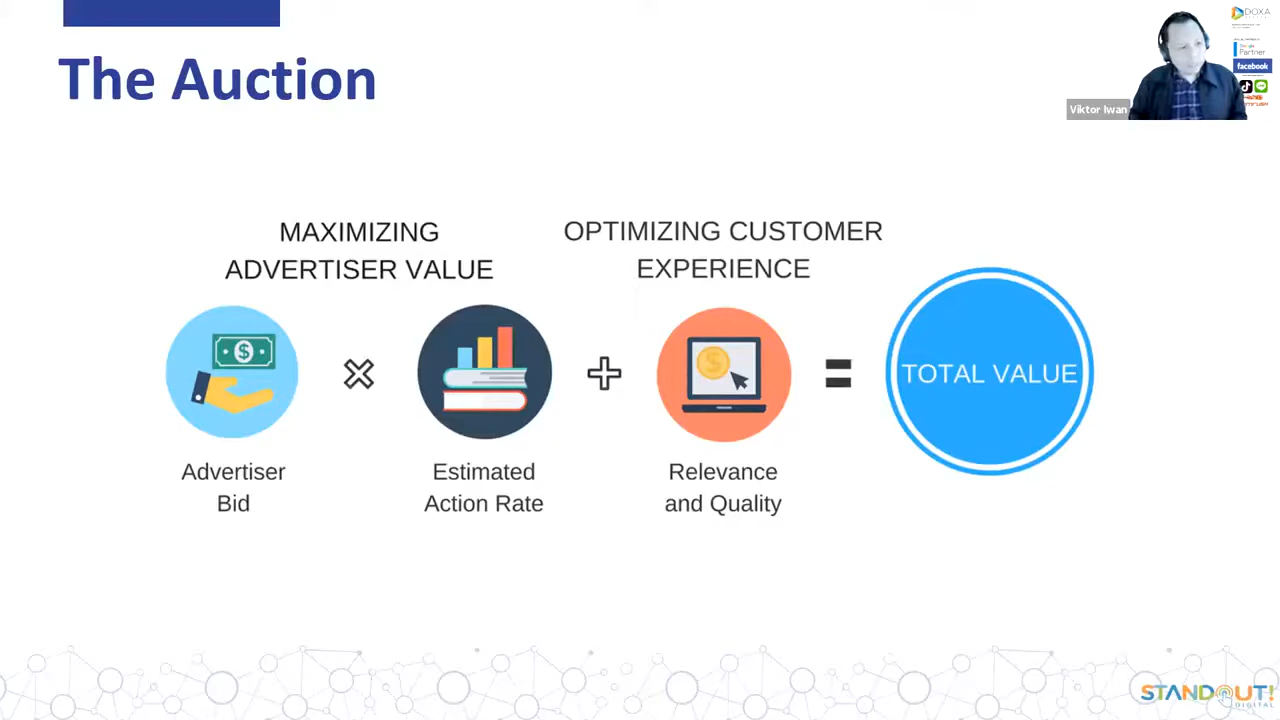 The Auction
DOXA
Partner
facebook
Viktor Iwan
MAXIMIZING
ADVERTISER VALUE
OPTIMIZING CUSTOMER
EXPERIENCE
TOTAL VALUE
Advertiser
Bid
Estimated
Action Rate
Relevance
and Quality
STANDOUT!
DIGITAL